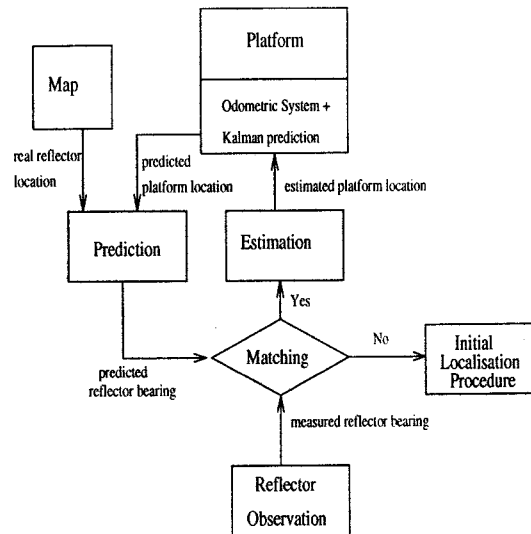 Platform
Map
Odometric System +
Kalman prediction
real reflector
location
predicted
platform location
estimated platform location
Prediction
Estimation
Yes
No
Matching
Initial
Localisation
Procedure
predicted
reflector bearing
measured reflector bearing
Reflector
Observation